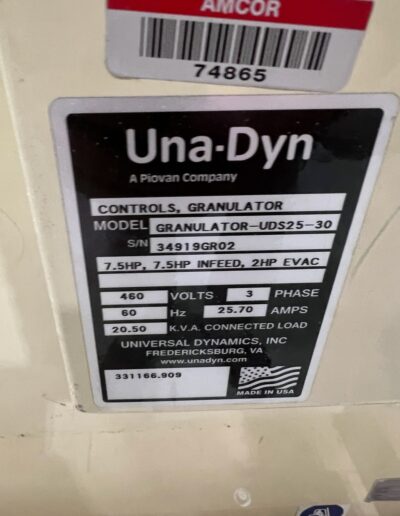 AMCOR
74865
Una-Dyn
A Piovan Company
CONTROLS, GRANULATOR
MODEL GRANULATOR-UDS25-30
S/N 34919GR02
7.5HP, 7.5HP INFEED, 2HP EVAC
460 VOLTS 3 PHASE
60 Hz 25.70 AMPS
20.50 K.V.A. CONNECTED LOAD
UNIVERSAL DYNAMICS, INC
FREDERICKSBURG, VA
www.unadyn.com
331166.909
MADE IN USA